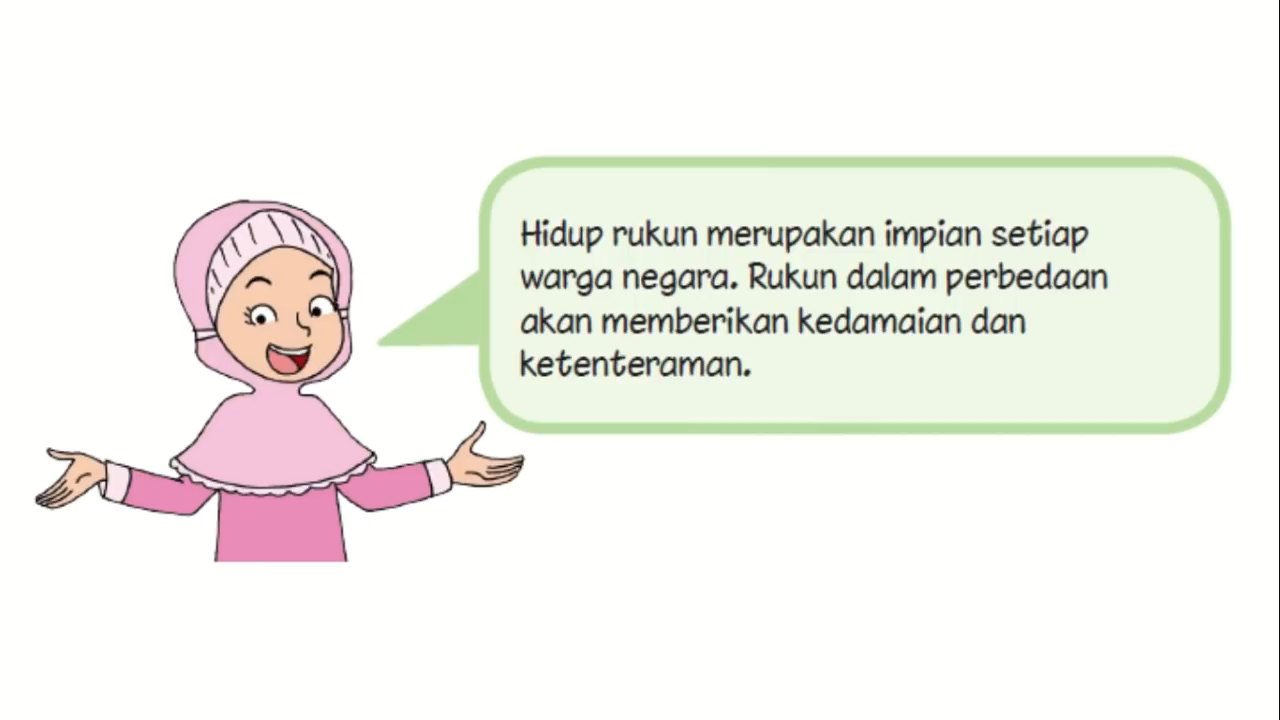 Hidup rukun merupakan impian setiap
warga negara. Rukun dalam perbedaan
akan memberikan kedamaian dan
ketenteraman.